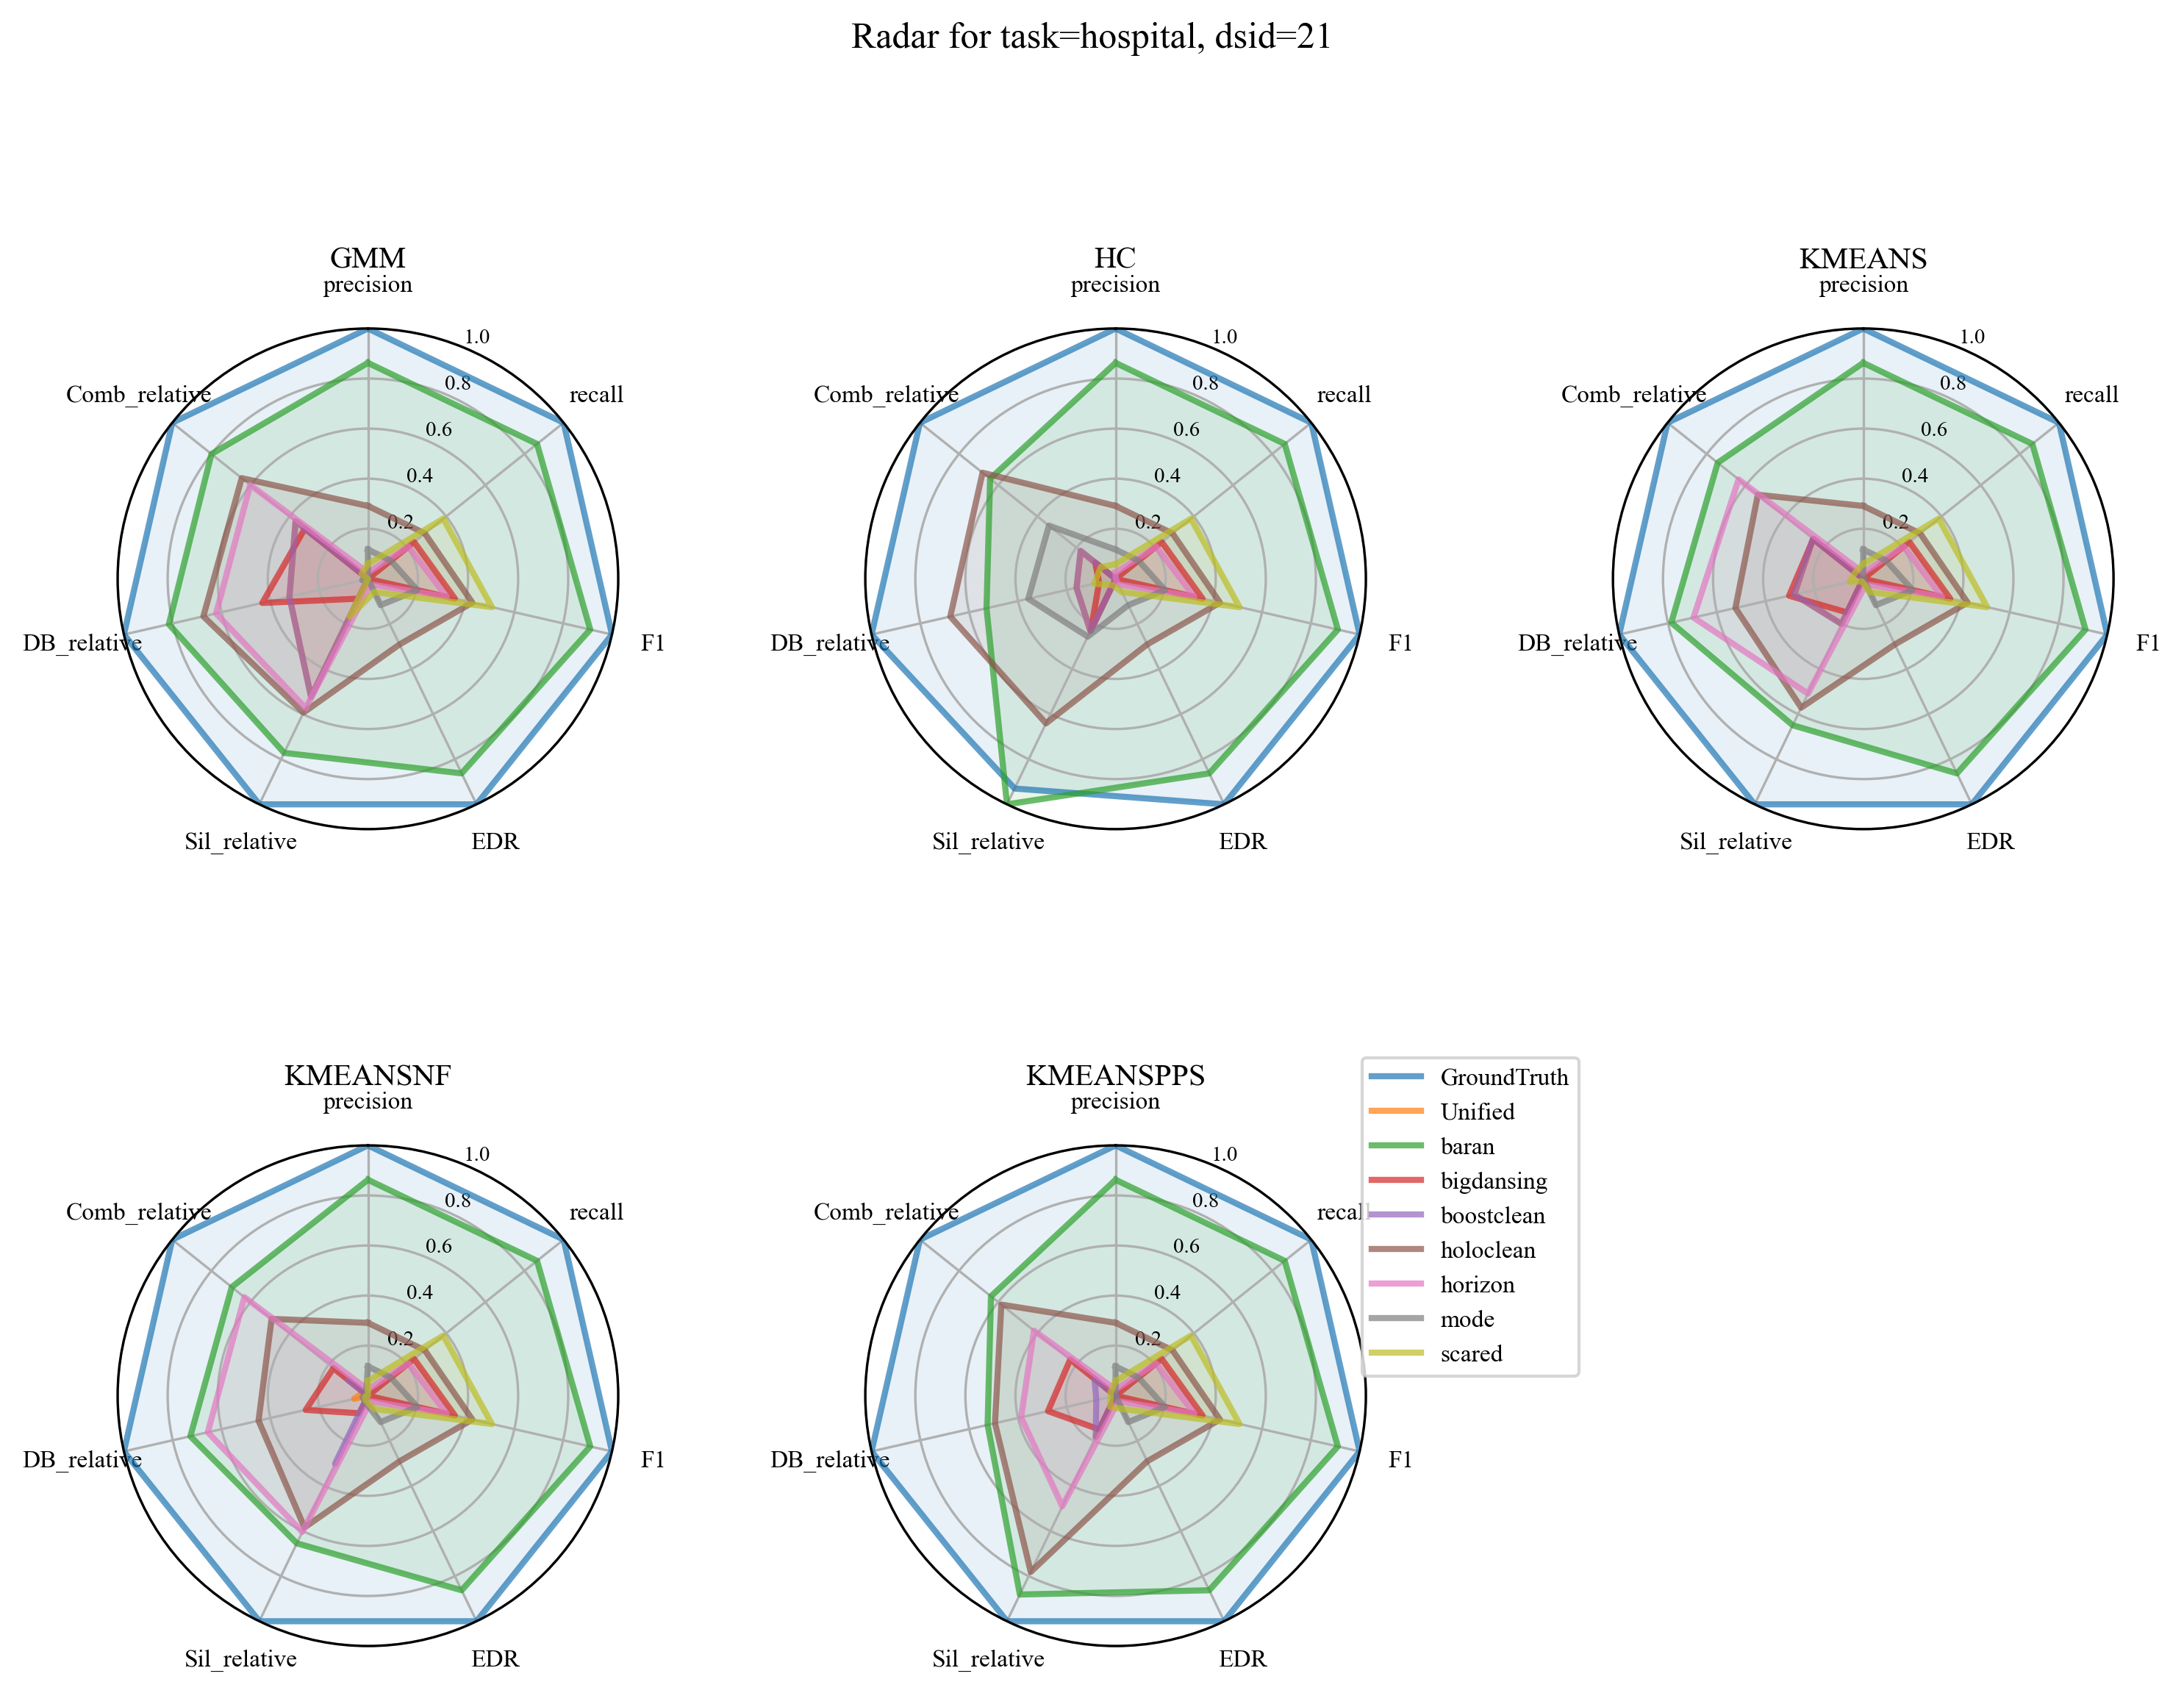 Radar for task=hospital, dsid=21
GMM
precision
recall
F1
EDR
Sil_relative
DB_relative
Comb_relative
0.2
0.4
0.6
0.8
1.0
HC
precision
recall
F1
EDR
Sil_relative
DB_relative
Comb_relative
0.2
0.4
0.6
0.8
1.0
KMEANS
precision
recall
F1
EDR
Sil_relative
DB_relative
Comb_relative
0.2
0.4
0.6
0.8
1.0
KMEANSNF
precision
recall
F1
EDR
Sil_relative
DB_relative
Comb_relative
0.2
0.4
0.6
0.8
1.0
KMEANSPPS
precision
recall
F1
EDR
Sil_relative
DB_relative
Comb_relative
0.2
0.4
0.6
0.8
1.0
GroundTruth
Unified
baran
bigdansing
boostclean
holoclean
horizon
mode
scared